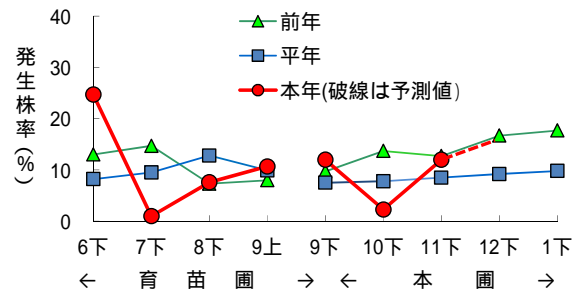 発生株率(%)
40
30
20
10
0
前年
平年
本年(破線は予測値)
6下 7下 8下 9上 9下 10下 11下 12下 1下
← 育 苗 圃 → ← 本 圃 →